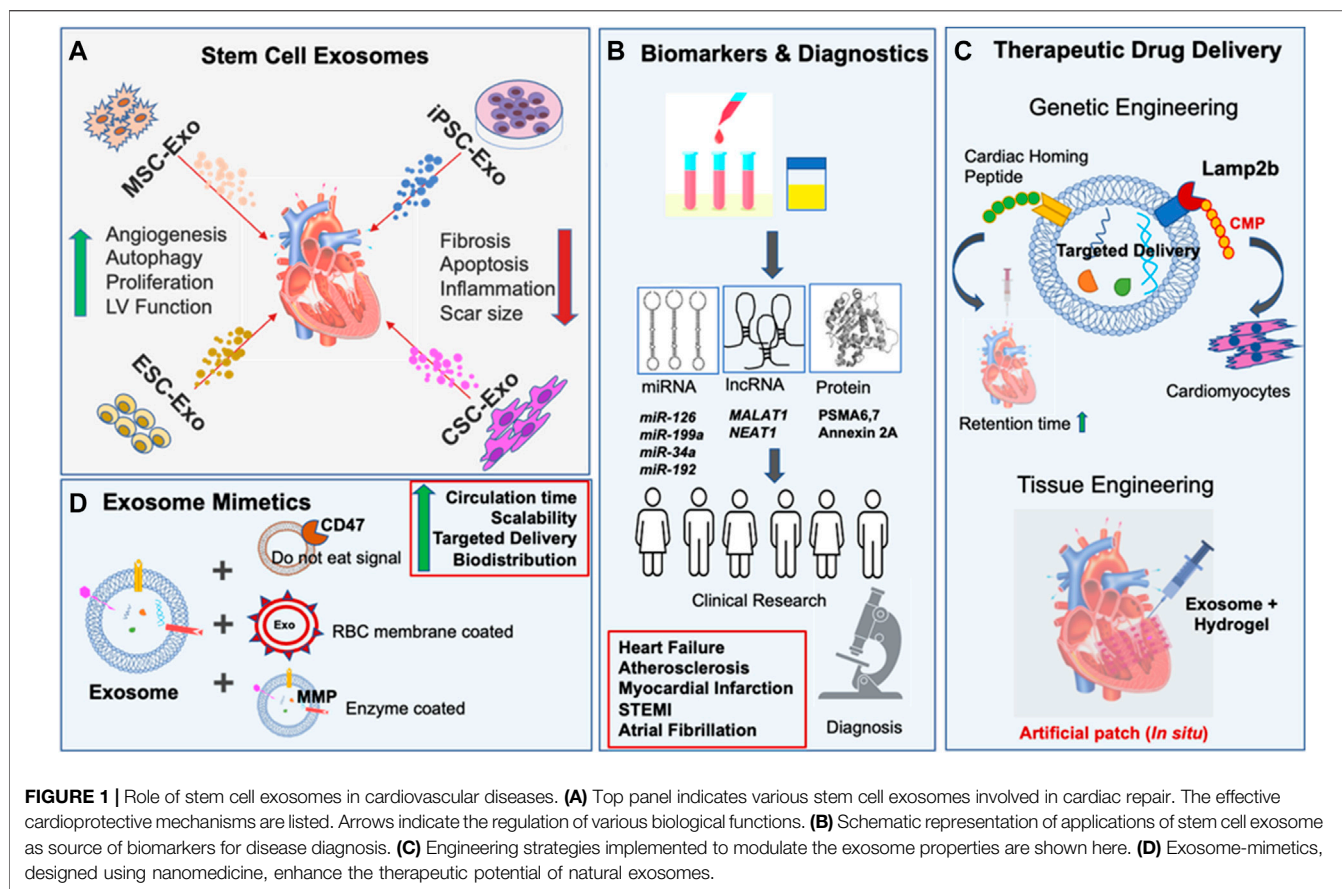 A
Stem Cell Exosomes
MSC-Exo
iPSC-Exo
Angiogenesis
Autophagy
Proliferation
LV Function
Fibrosis
Apoptosis
Inflammation
Scar size
ESC-Exo
CSC-Exo
D Exosome Mimetics
Circulation time
Scalability
Targeted Delivery
Biodistribution
+
CD47
Do not eat signal
+
Exo
RBC membrane coated
Exosome
+
MMP
Enzyme coated
B Biomarkers & Diagnostics
miRNA
lncRNA
Protein
miR-126
miR-199a
miR-34a
miR-192
MALAT1
NEAT1
PSMA6,7
Annexin 2A
Clinical Research
Heart Failure
Atherosclerosis
Myocardial Infarction
STEMI
Atrial Fibrillation
Diagnosis
C Therapeutic Drug Delivery
Genetic Engineering
Cardiac Homing
Peptide
Lamp2b
CMP
Targeted Delivery
Cardiomyocytes
Retention time
Tissue Engineering
Exosome +
Hydrogel
Artificial patch (In situ)
FIGURE 1 | Role of stem cell exosomes in cardiovascular diseases. (A) Top panel indicates various stem cell exosomes involved in cardiac repair. The effective
cardioprotective mechanisms are listed. Arrows indicate the regulation of various biological functions. (B) Schematic representation of applications of stem cell exosome
as source of biomarkers for disease diagnosis. (C) Engineering strategies implemented to modulate the exosome properties are shown here. (D) Exosome-mimetics,
designed using nanomedicine, enhance the therapeutic potential of natural exosomes.